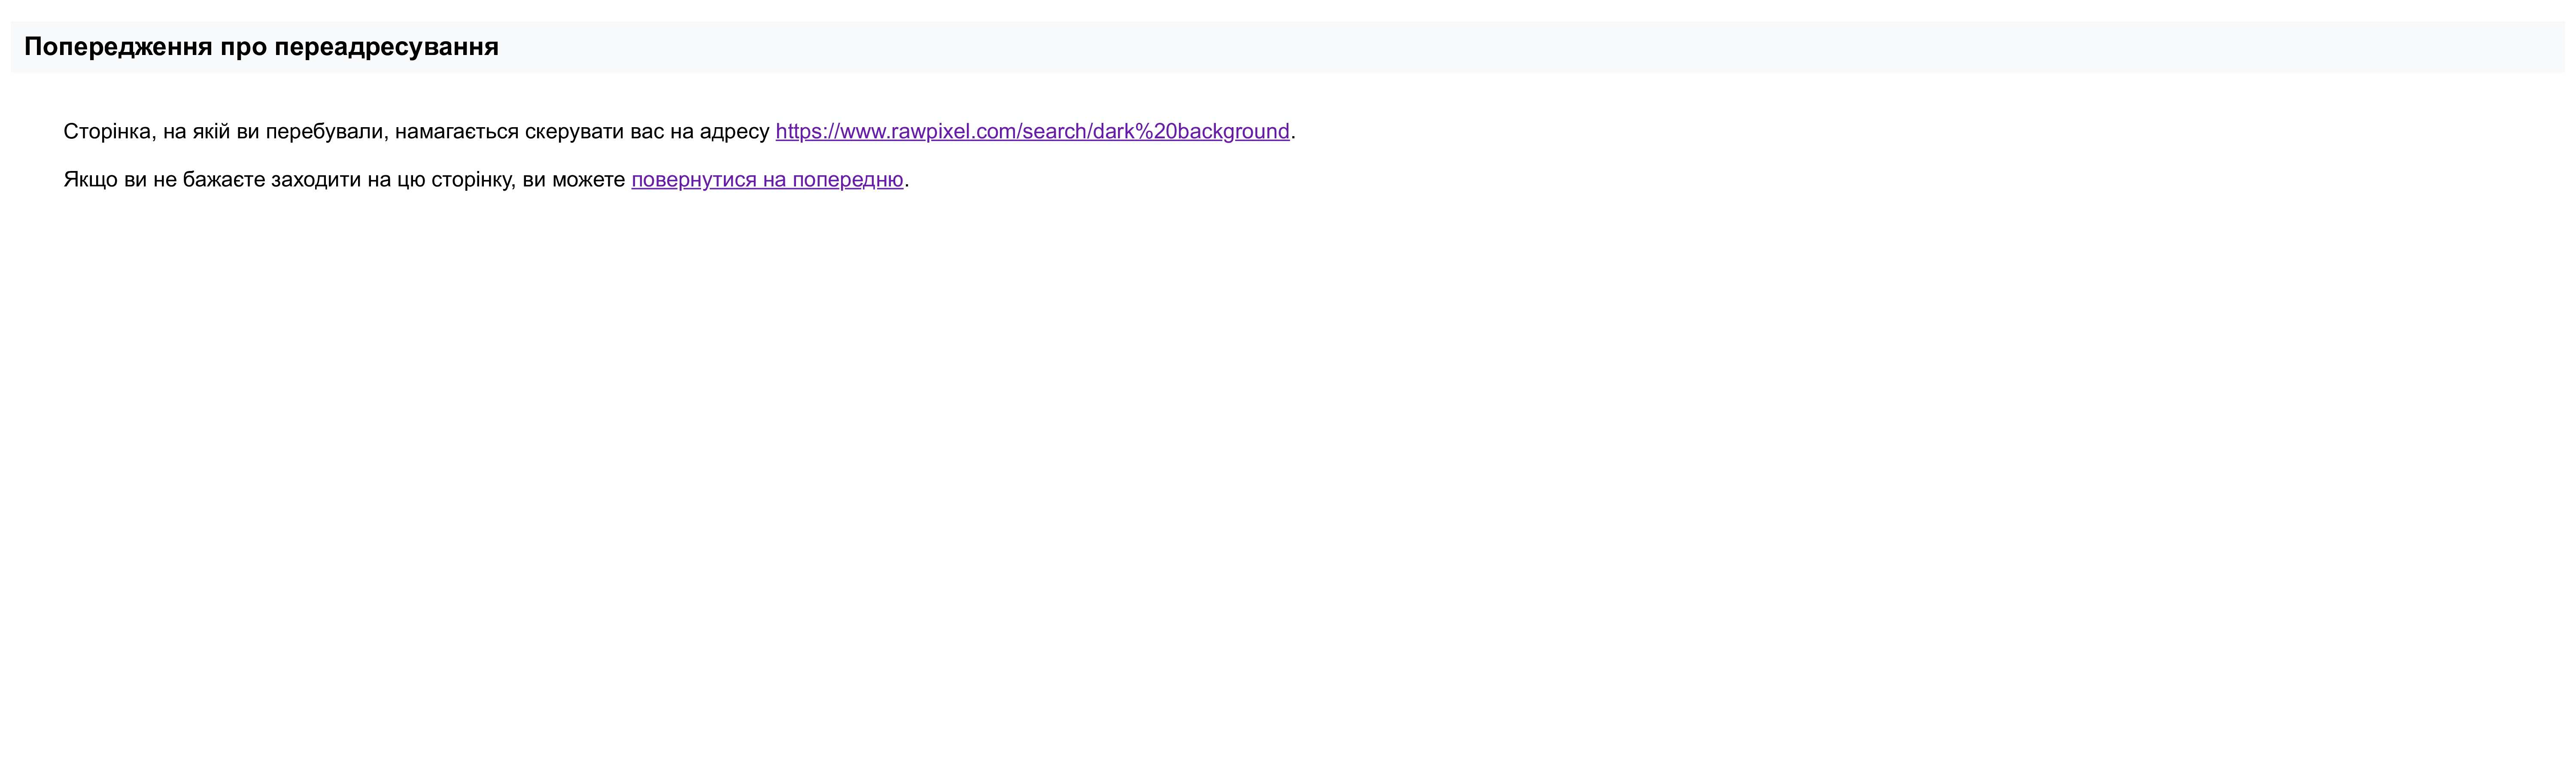 Попередження про переадресування
Сторінка, на якій ви перебували, намагається скерувати вас на адресу https://www.rawpixel.com/search/dark%20background.
Якщо ви не бажаєте заходити на цю сторінку, ви можете повернутися на попередню.